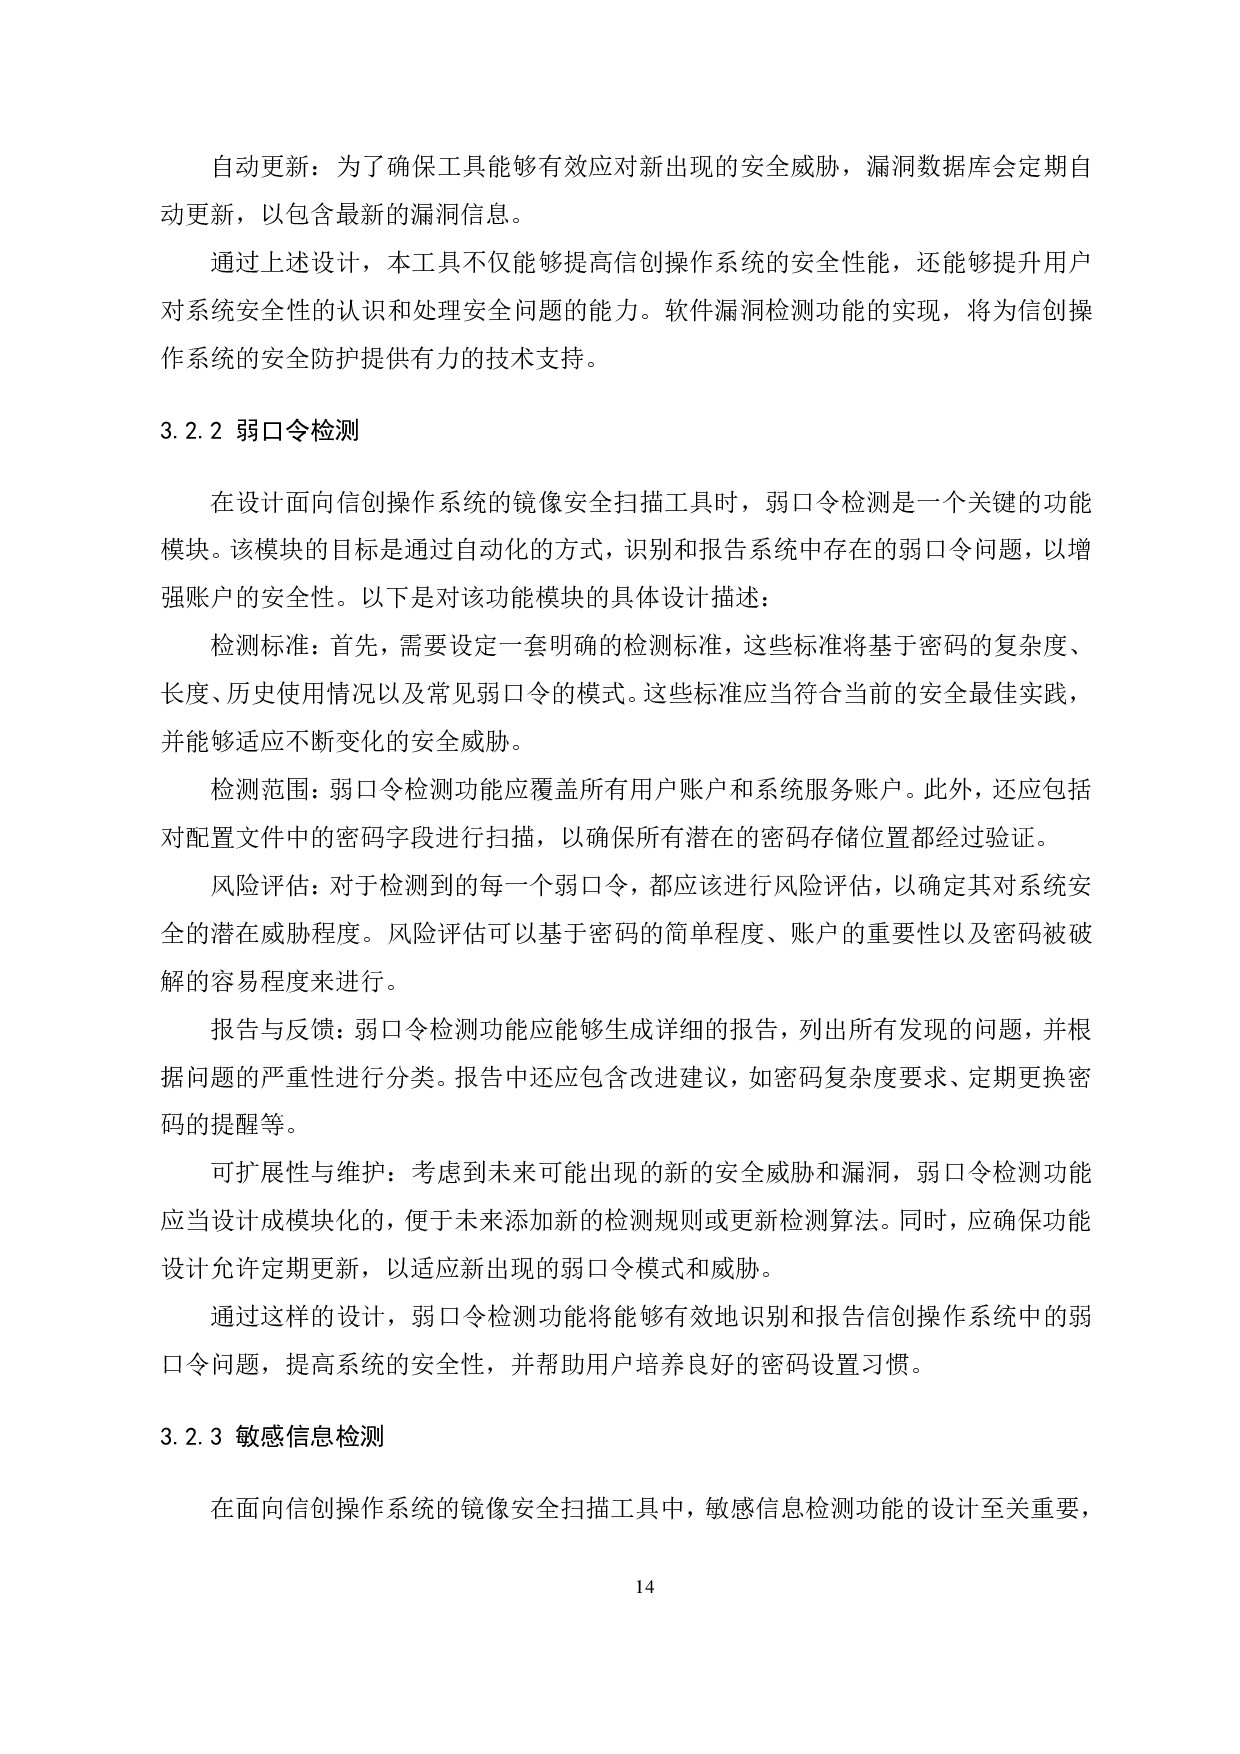 自动更新：为了确保工具能够有效应对新出现的安全威胁，漏洞数据库会定期自
动更新，以包含最新的漏洞信息。
通过上述设计，本工具不仅能够提高信创操作系统的安全性能，还能够提升用户
对系统安全性的认识和处理安全问题的能力。软件漏洞检测功能的实现，将为信创操
作系统的安全防护提供有力的技术支持。
3.2.2 弱口令检测
在设计面向信创操作系统的镜像安全扫描工具时，弱口令检测是一个关键的功能
模块。该模块的目标是通过自动化的方式，识别和报告系统中存在的弱口令问题，以增
强账户的安全性。以下是对该功能模块的具体设计描述：
检测标准：首先，需要设定一套明确的检测标准，这些标准将基于密码的复杂度、
长度、历史使用情况以及常见弱口令的模式。这些标准应当符合当前的安全最佳实践，
并能够适应不断变化的安全威胁。
检测范围：弱口令检测功能应覆盖所有用户账户和系统服务账户。此外，还应包括
对配置文件中的密码字段进行扫描，以确保所有潜在的密码存储位置都经过验证。
风险评估：对于检测到的每一个弱口令，都应该进行风险评估，以确定其对系统安
全的潜在威胁程度。风险评估可以基于密码的简单程度、账户的重要性以及密码被破
解的容易程度来进行。
报告与反馈：弱口令检测功能应能够生成详细的报告，列出所有发现的问题，并根
据问题的严重性进行分类。报告中还应包含改进建议，如密码复杂度要求、定期更换密
码的提醒等。
可扩展性与维护：考虑到未来可能出现的新的安全威胁和漏洞，弱口令检测功能
应当设计成模块化的，便于未来添加新的检测规则或更新检测算法。同时，应确保功能
设计允许定期更新，以适应新出现的弱口令模式和威胁。
通过这样的设计，弱口令检测功能将能够有效地识别和报告信创操作系统中的弱
口令问题，提高系统的安全性，并帮助用户培养良好的密码设置习惯。
3.2.3 敏感信息检测
在面向信创操作系统的镜像安全扫描工具中，敏感信息检测功能的设计至关重要，
14